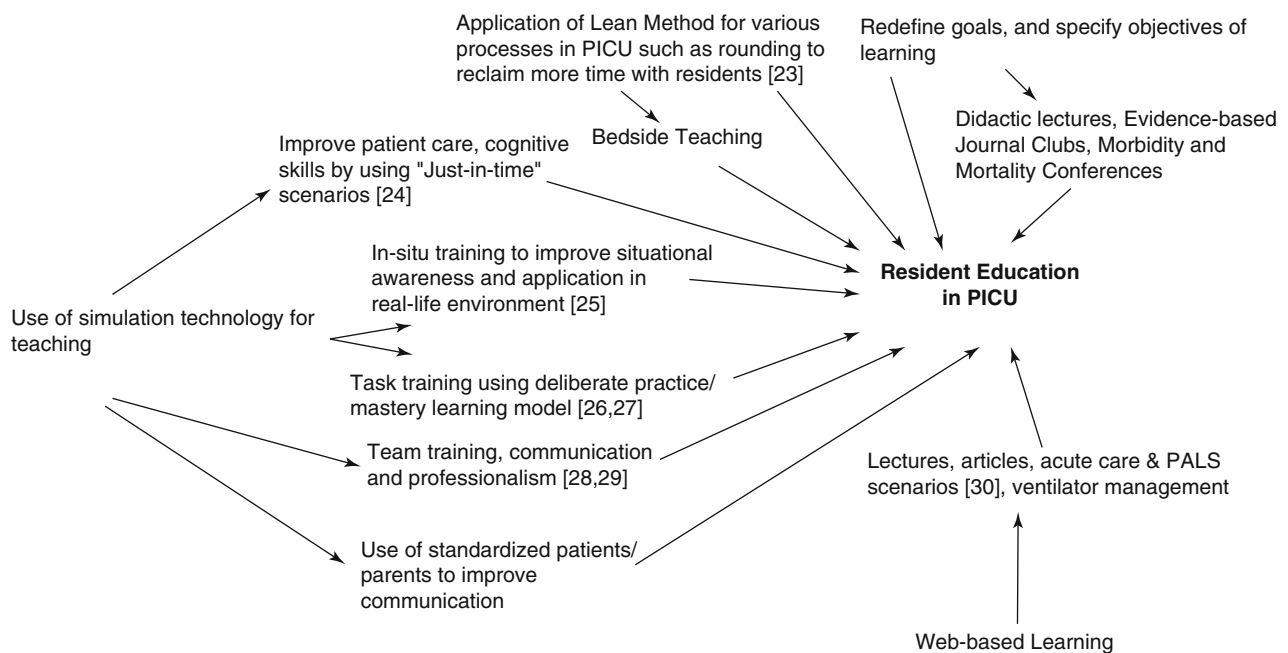 Application of Lean Method for various
processes in PICU such as rounding to
reclaim more time with residents [23]
Redefine goals, and specify objectives of
learning
Bedside Teaching
Didactic lectures, Evidence-based
Journal Clubs, Morbidity and
Mortality Conferences
Improve patient care, cognitive
skills by using "Just-in-time"
scenarios [24]
In-situ training to improve situational
awareness and application in
real-life environment [25]
Resident Education
in PICU
Use of simulation technology for
teaching
Task training using deliberate practice/
mastery learning model [26,27]
Team training, communication
and professionalism [28,29]
Lectures, articles, acute care & PALS
scenarios [30], ventilator management
Use of standardized patients/
parents to improve
communication
Web-based Learning